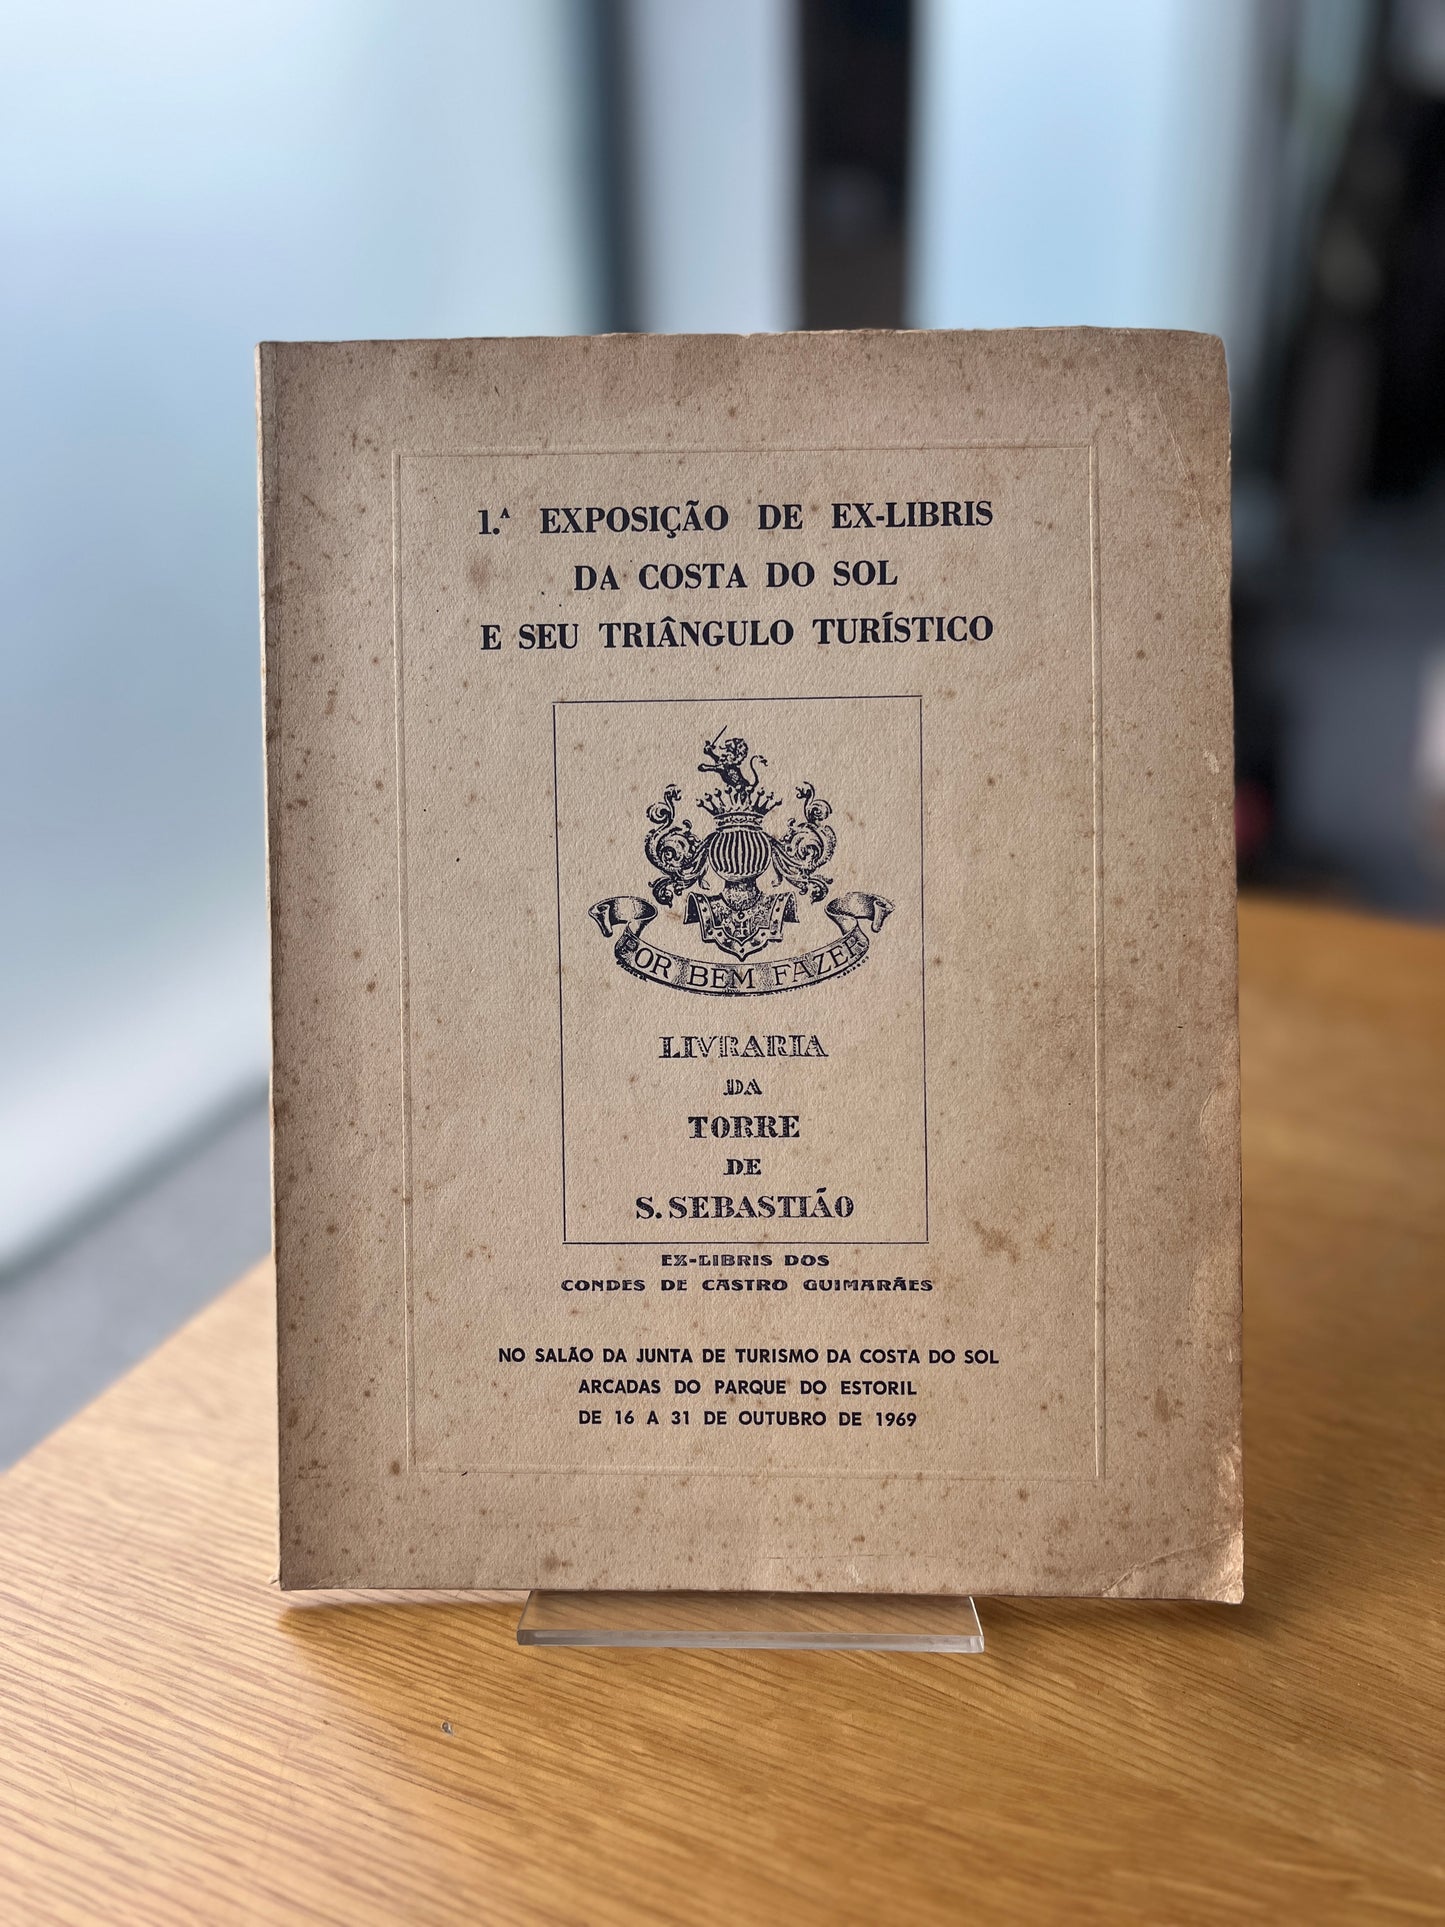 1.ᴬ EXPOSIÇÃO DE EX-LIBRIS
DA COSTA DO SOL
E SEU TRIÂNGULO TURÍSTICO
POR BEM FAZER
LIVRARIA
DA
TORRE
DE
S. SEBASTIÃO
EX-LIBRIS DOS
CONDES DE CASTRO GUIMARÃES
NO SALÃO DA JUNTA DE TURISMO DA COSTA DO SOL
ARCADAS DO PARQUE DO ESTORIL
DE 16 A 31 DE OUTUBRO DE 1969